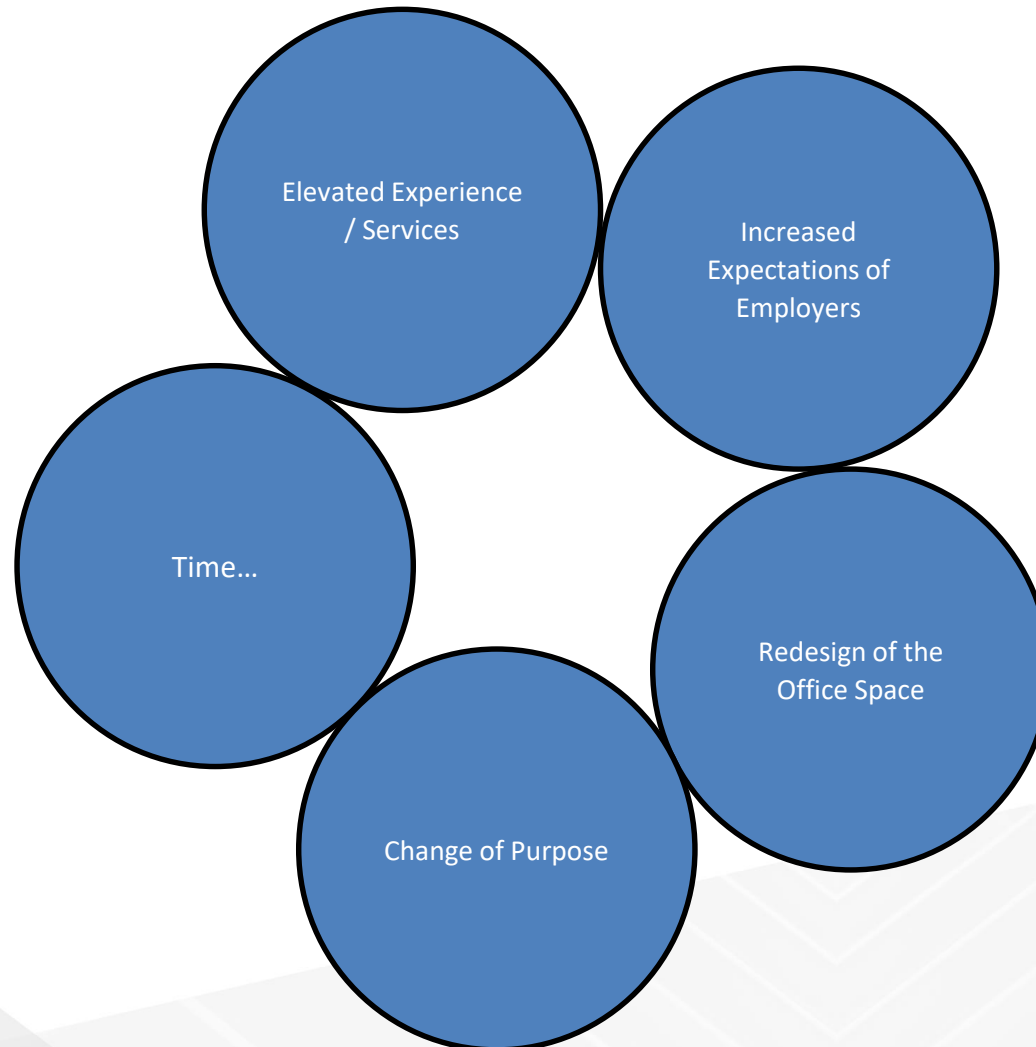 Elevated Experience
/ Services
Increased
Expectations of
Employers
Time...
Redesign of the
Office Space
Change of Purpose